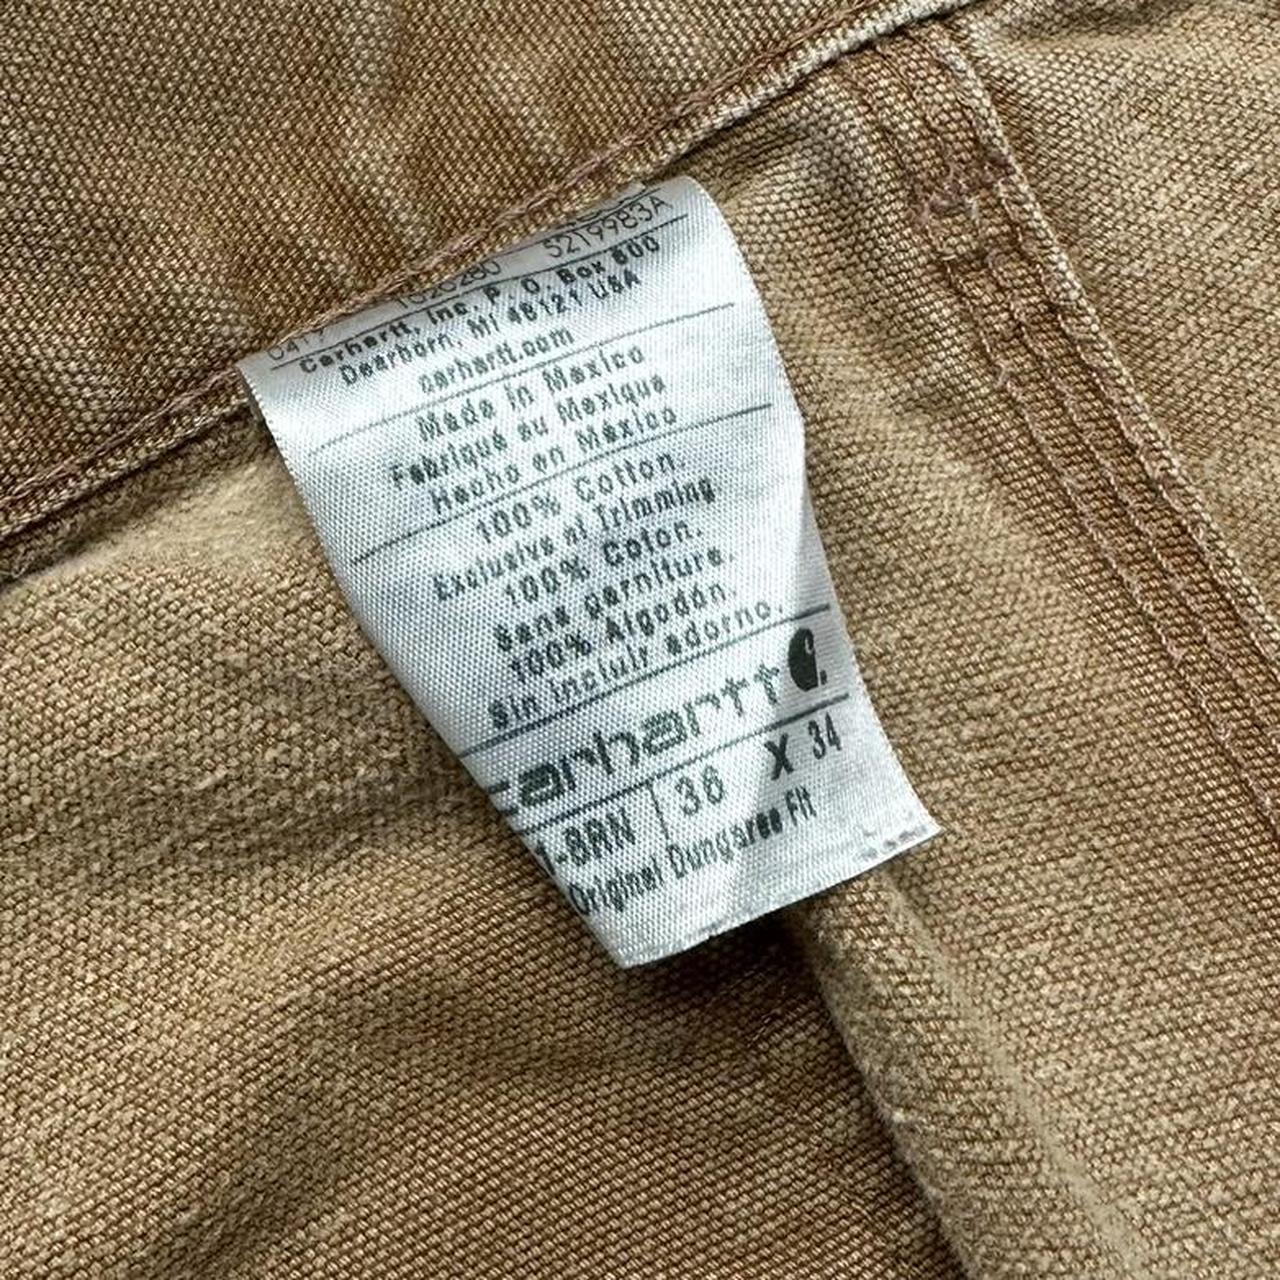 5219983A
Carhartt, Inc. P. O. Box 600
Dearborn, MI 48121 USA
carhartt.com
Made in Mexico
Fabriqué au Mexique
Hecho en México
100% Cotton.
Exclusive of Trimming
100% Coton.
Sans garniture.
100% Algodón.
Sin incluir adorno.
carhartt
-BRN 36 X 34
Original Dungaree Fit